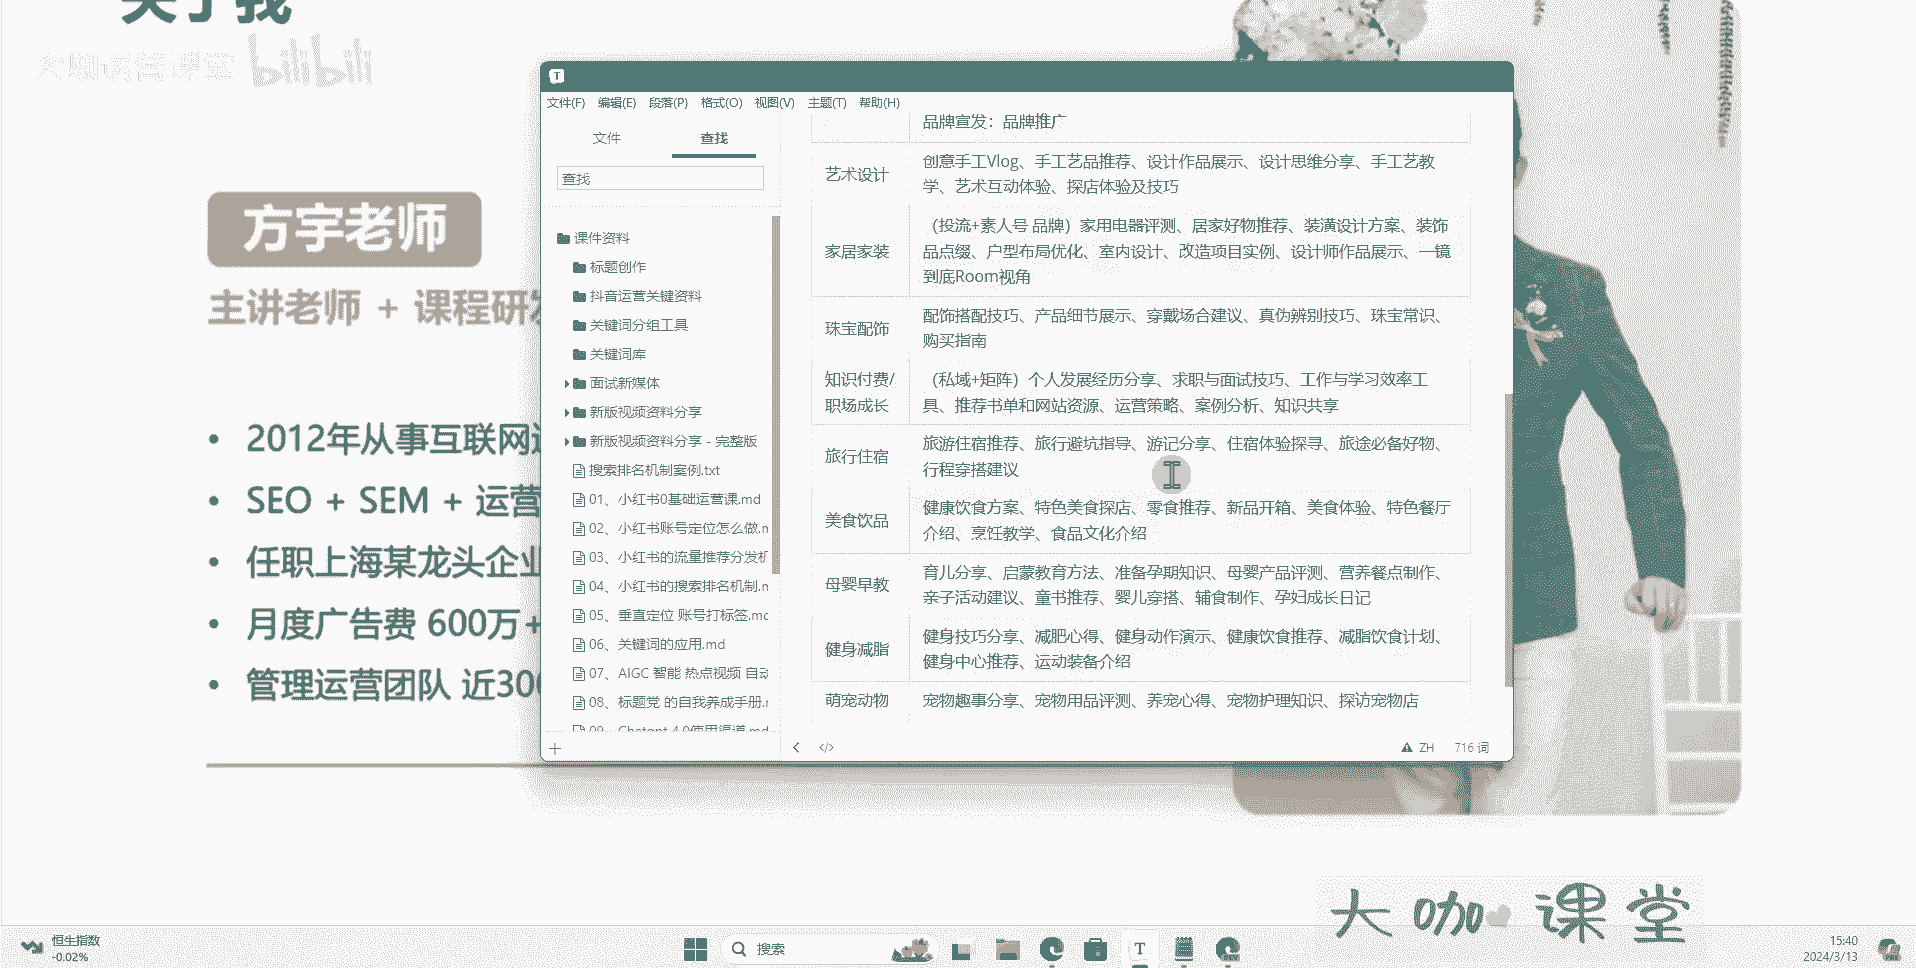 关于我
大咖运营课堂 bilibili
方宇老师
主讲老师 + 课程研发
2012年从事互联网运
SEO + SEM + 运营
任职上海某龙头企业
月度广告费 600万+
管理运营团队 近300
T
文件(F) 编辑(E) 段落(P) 格式(O) 视图(V) 主题(T) 帮助(H)
文件 查找
查找
课件资料
标题创作
抖音运营关键资料
关键词分组工具
关键词库
面试新媒体
新版视频资料分享
新版视频资料分享 - 完整版
搜索排名机制案例.txt
01、小红书0基础运营课.md
02、小红书账号定位怎么做.m
03、小红书的流量推荐分发机
04、小红书的搜索排名机制.m
05、垂直定位 账号打标签.mc
06、关键词的应用.md
07、AIGC 智能 热点视频 自动
08、标题党 的自我养成手册.r
09、Chatgpt 4.0使用渠道.md
品牌宣发：品牌推广
艺术设计
创意手工Vlog、手工艺品推荐、设计作品展示、设计思维分享、手工艺教
学、艺术互动体验、探店体验及技巧
家居家装
（投流+素人号 品牌）家用电器评测、居家好物推荐、装潢设计方案、装饰
品点缀、户型布局优化、室内设计、改造项目实例、设计师作品展示、一镜
到底Room视角
珠宝配饰
配饰搭配技巧、产品细节展示、穿戴场合建议、真伪辨别技巧、珠宝常识、
购买指南
知识付费/
职场成长
（私域+矩阵）个人发展经历分享、求职与面试技巧、工作与学习效率工
具、推荐书单和网站资源、运营策略、案例分析、知识共享
旅行住宿
旅游住宿推荐、旅行避坑指导、游记分享、住宿体验探寻、旅途必备好物、
行程穿搭建议
美食饮品
健康饮食方案、特色美食探店、零食推荐、新品开箱、美食体验、特色餐厅
介绍、烹饪教学、食品文化介绍
母婴早教
育儿分享、启蒙教育方法、准备孕期知识、母婴产品评测、营养餐点制作、
亲子活动建议、童书推荐、婴儿穿搭、辅食制作、孕妇成长日记
健身减脂
健身技巧分享、减肥心得、健身动作演示、健康饮食推荐、减脂饮食计划、
健身中心推荐、运动装备介绍
萌宠动物
宠物趣事分享、宠物用品评测、养宠心得、宠物护理知识、探访宠物店
ZH 716 词
大咖课堂
恒生指数
-0.02%
搜索
T
DEV
15:40
2024/3/13
PRE